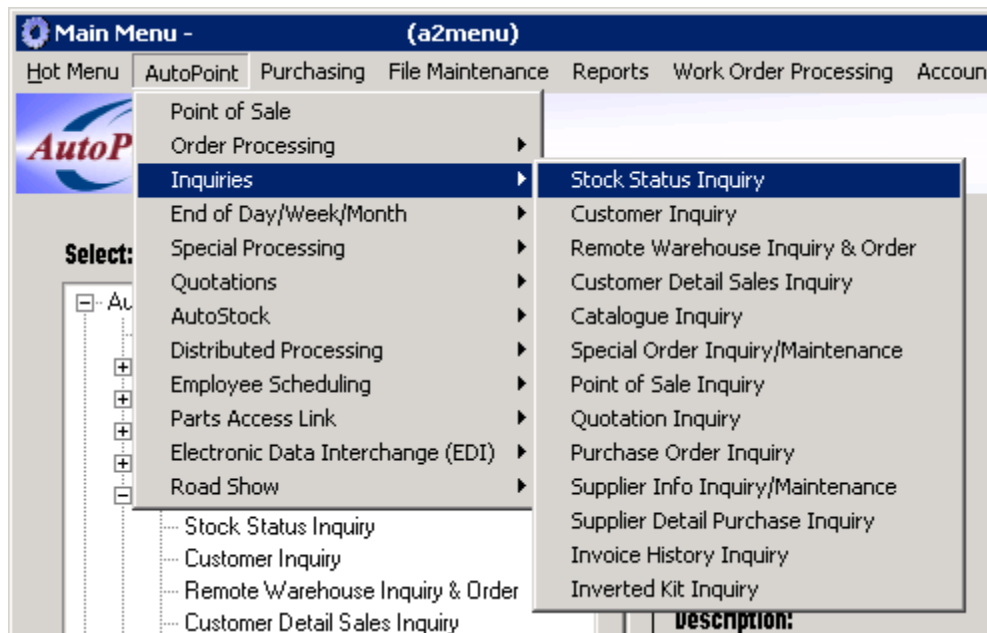 Main Menu - (a2menu)
Hot Menu AutoPoint Purchasing File Maintenance Reports Work Order Processing
Point of Sale
Order Processing
Inquiries
End of Day/Week/Month
Special Processing
Quotations
AutoStock
Distributed Processing
Employee Scheduling
Parts Access Link
Electronic Data Interchange (EDI)
Road Show
Stock Status Inquiry
Customer Inquiry
Remote Warehouse Inquiry & Order
Customer Detail Sales Inquiry
Catalogue Inquiry
Special Order Inquiry/Maintenance
Point of Sale Inquiry
Quotation Inquiry
Purchase Order Inquiry
Supplier Info Inquiry/Maintenance
Supplier Detail Purchase Inquiry
Invoice History Inquiry
Inverted Kit Inquiry
AutoP
Select:
Au
Stock Status Inquiry
Customer Inquiry
Remote Warehouse Inquiry & Order
Customer Detail Sales Inquiry
Description: